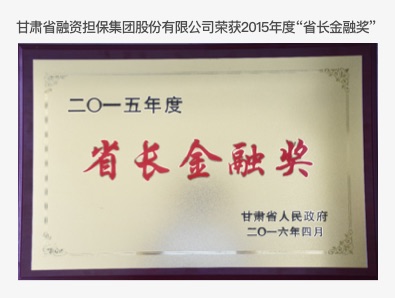 甘肃省融资担保集团股份有限公司荣获2015年度“省长金融奖”
二〇一五年度
省长金融奖
甘肃省人民政府
二〇一六年四月